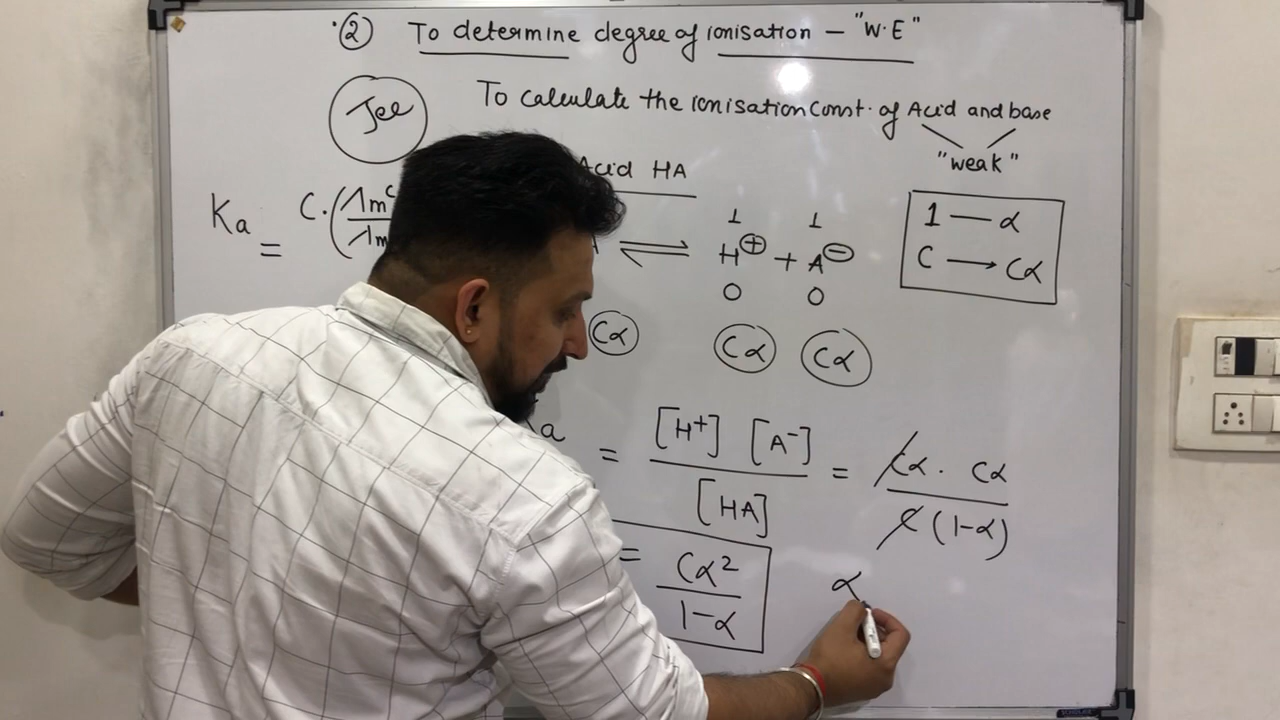 ② To determine degree of ionisation – "W.E"
Jee
To calculate the ionisation Const. of Acid and base
"weak"
Acid HA
Ka = C.(Λm
1 1
⇌ H⊕ + A⊖
0 0
1 — α
C → Cα
Cα Cα Cα
= [H+] [A-] / [HA] = Cα . Cα / C (1-α)
= Cα² / 1-α
α